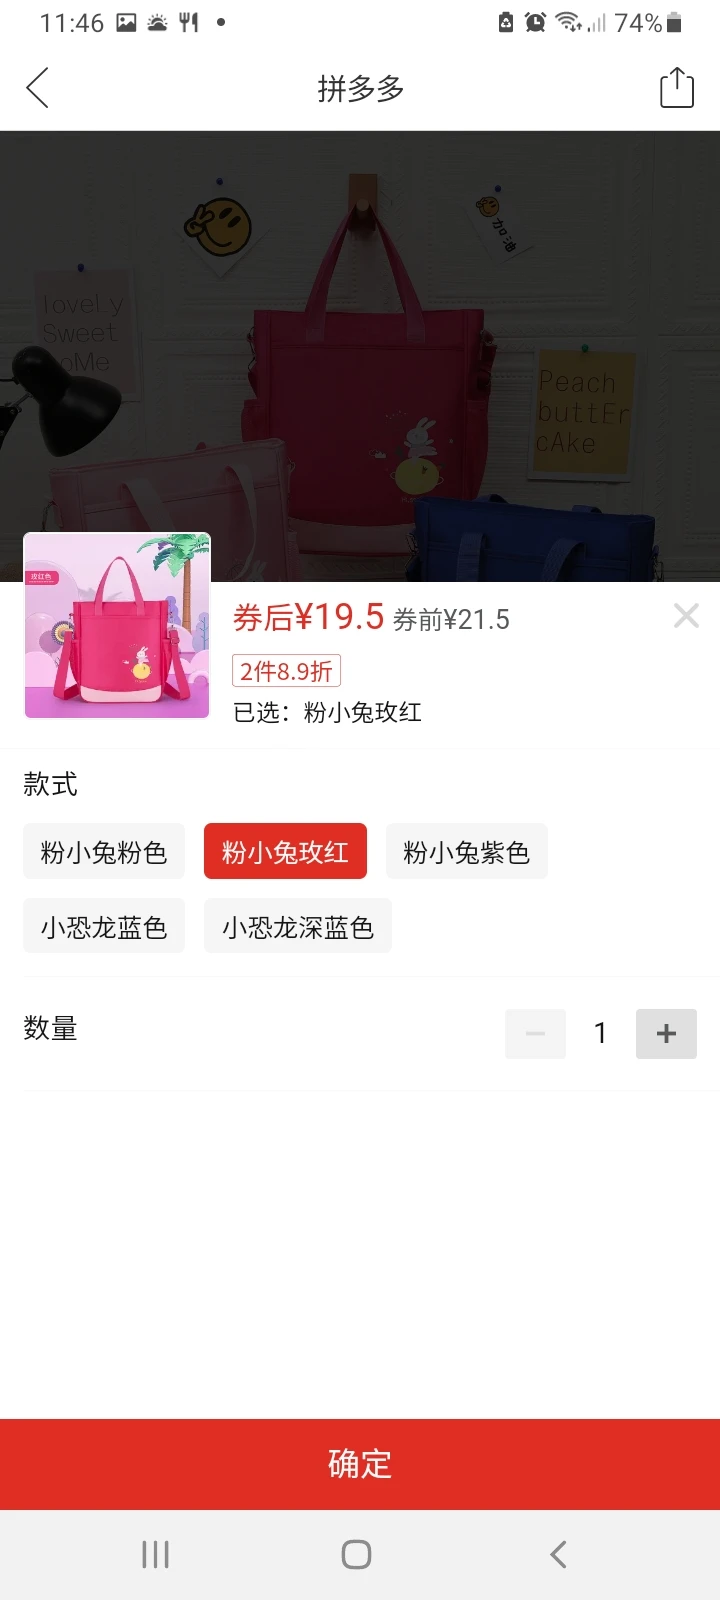 11:46
74%
拼多多
加油
lovely
Sweet
oMe
Peach
buttEr
cAke
玫红色
券后¥19.5 券前¥21.5
2件8.9折
已选：粉小兔玫红
款式
粉小兔粉色 粉小兔玫红 粉小兔紫色
小恐龙蓝色 小恐龙深蓝色
数量
1
确定